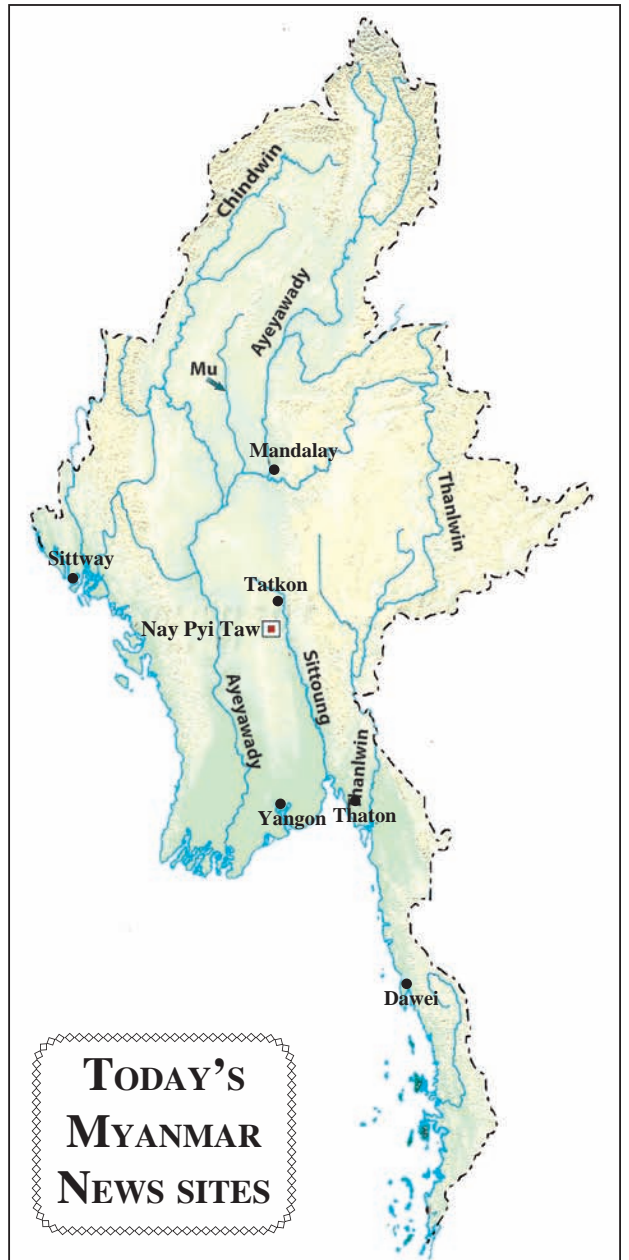 Chindwin
Ayeyawady
Mu
Mandalay
Thanlwin
Sittway
Tatkon
Nay Pyi Taw
Sittoung
Ayeyawady
Thanlwin
Yangon
Thaton
Dawei
TODAY'S
MYANMAR
NEWS SITES